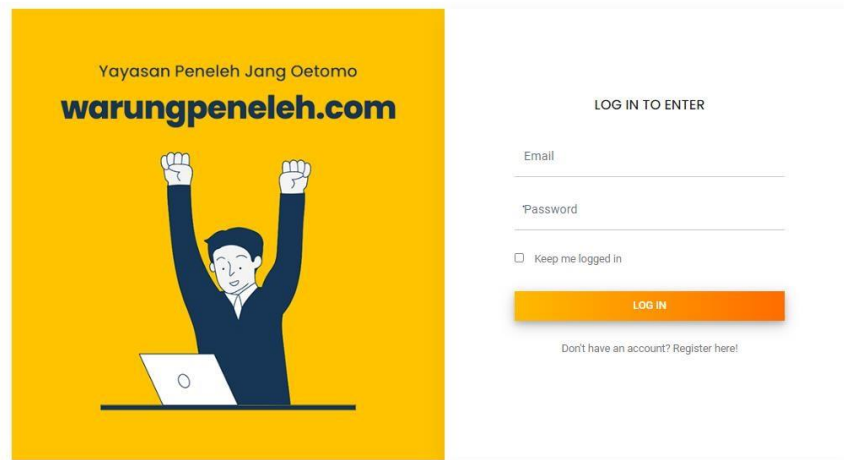 Yayasan Peneleh Jang Oetomo
warungpeneleh.com
LOG IN TO ENTER
Email
Password
Keep me logged in
LOG IN
Don't have an account? Register here!